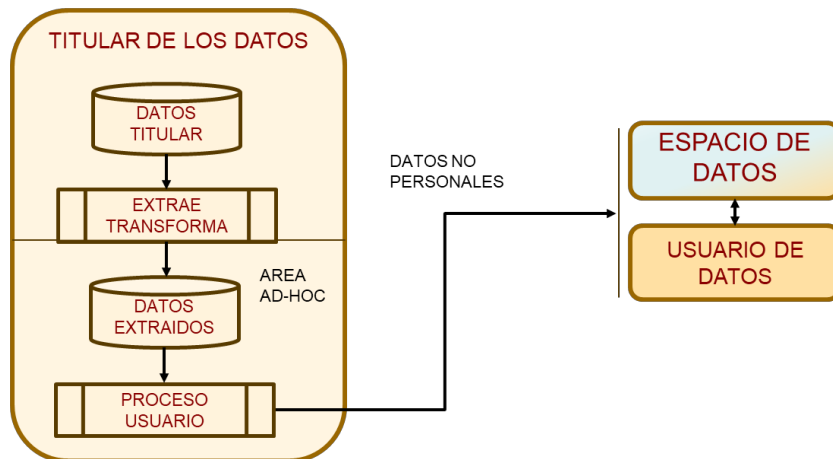 TITULAR DE LOS DATOS
DATOS
TITULAR
EXTRAE
TRANSFORMA
AREA
AD-HOC
DATOS
EXTRAIDOS
PROCESO
USUARIO
DATOS NO
PERSONALES
ESPACIO DE
DATOS
USUARIO DE
DATOS